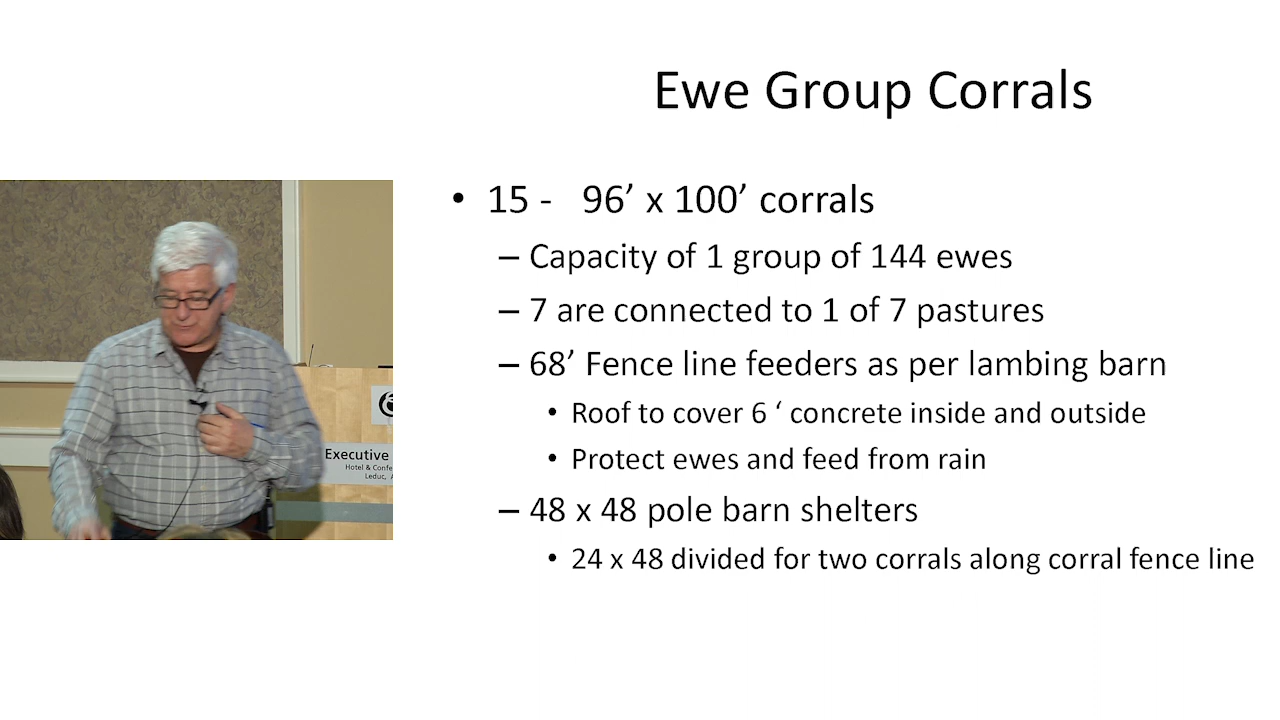 Ewe Group Corrals
• 15 - 96’ x 100’ corrals
– Capacity of 1 group of 144 ewes
– 7 are connected to 1 of 7 pastures
– 68’ Fence line feeders as per lambing barn
• Roof to cover 6 ‘ concrete inside and outside
• Protect ewes and feed from rain
– 48 x 48 pole barn shelters
• 24 x 48 divided for two corrals along corral fence line
Executive
Hotel &
Leduc,